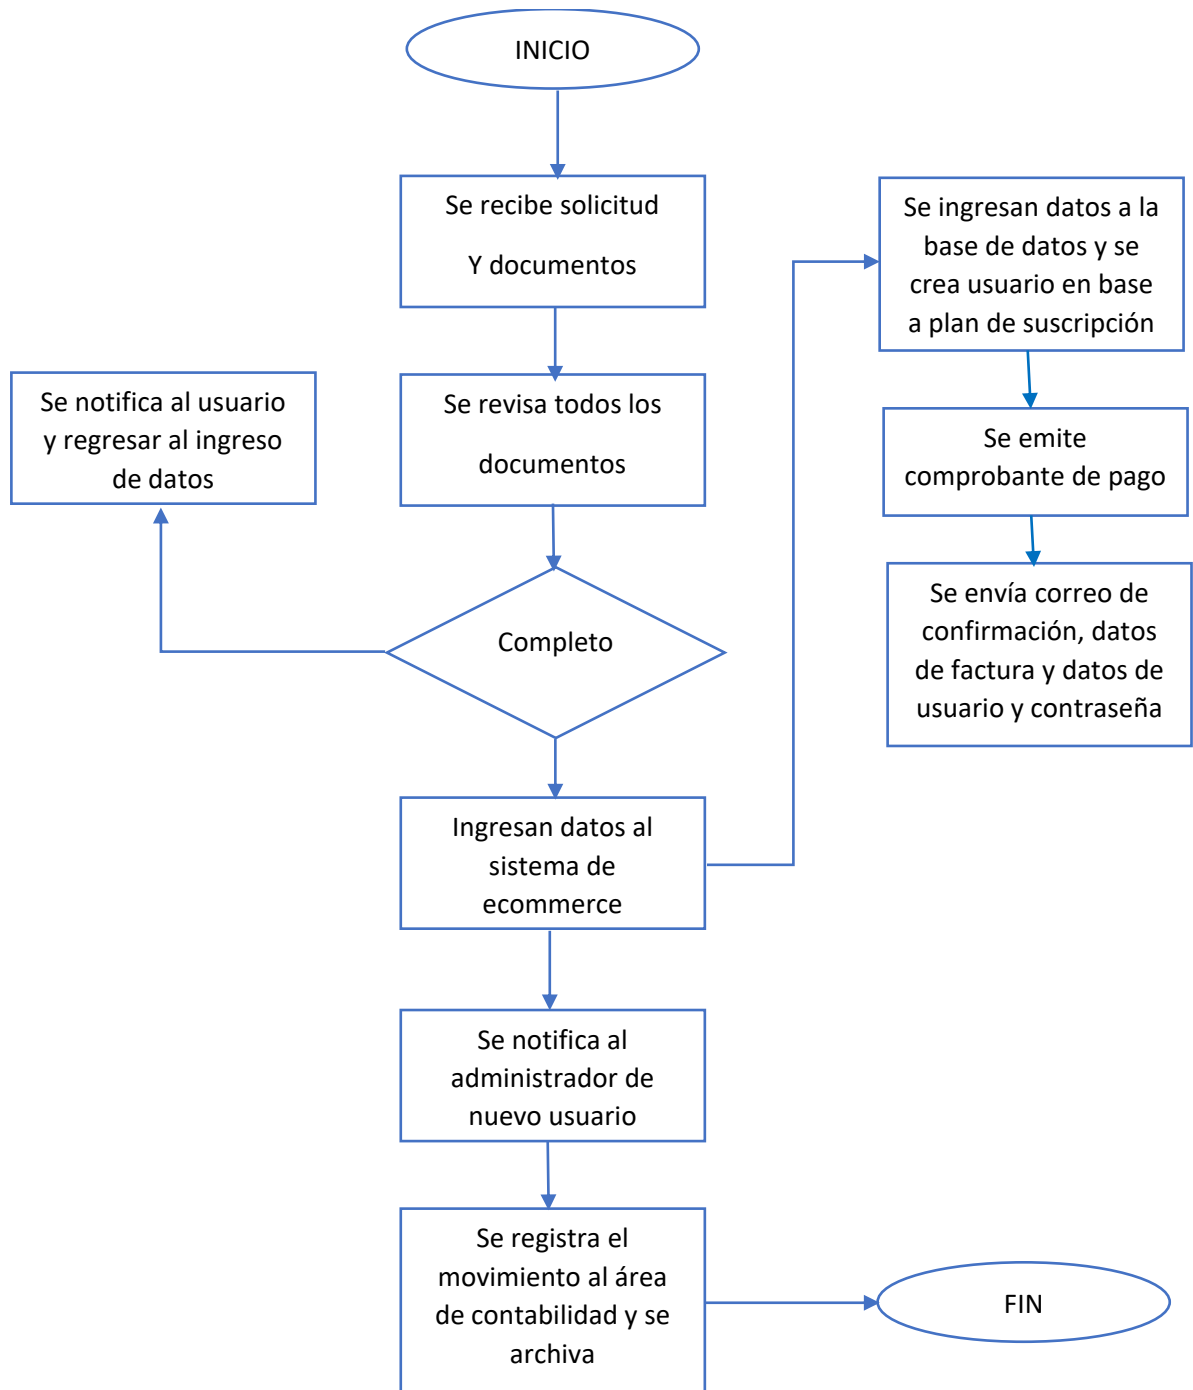 INICIO
Se recibe solicitud
Y documentos
Se revisa todos los
documentos
Se notifica al usuario
y regresar al ingreso
de datos
Completo
Ingresan datos al
sistema de
ecommerce
Se ingresan datos a la
base de datos y se
crea usuario en base
a plan de suscripción
Se emite
comprobante de pago
Se envía correo de
confirmación, datos
de factura y datos de
usuario y contraseña
Se notifica al
administrador de
nuevo usuario
Se registra el
movimiento al área
de contabilidad y se
archiva
FIN